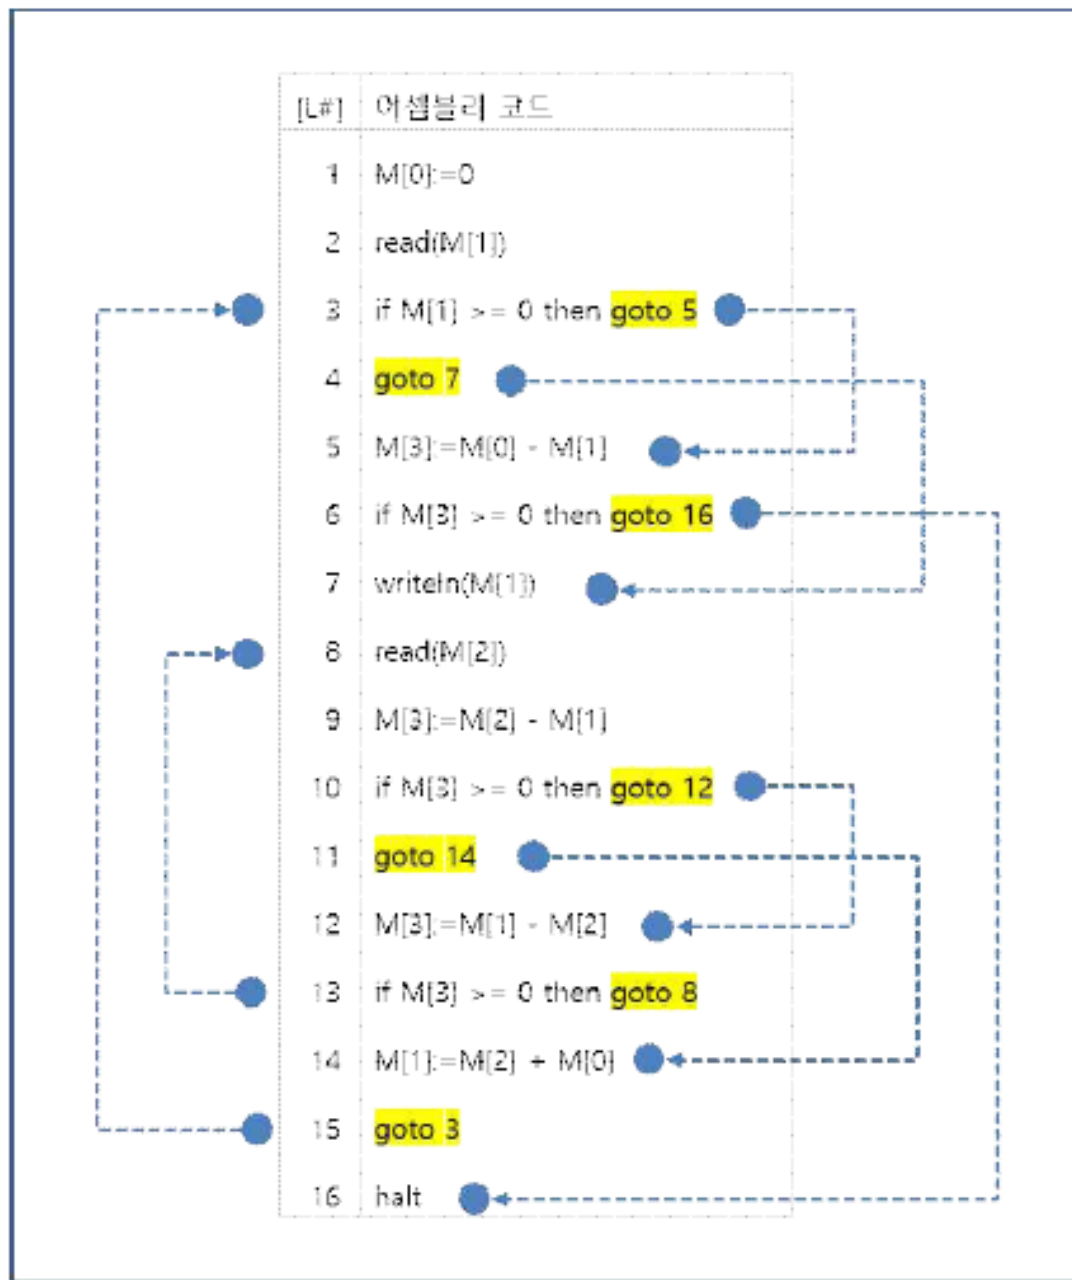 [L#] 어셈블리 코드
1 M[0]:=0
2 read(M[1])
3 if M[1] >= 0 then goto 5
4 goto 7
5 M[3]:=M[0] - M[1]
6 if M[3] >= 0 then goto 16
7 writeln(M[1])
8 read(M[2])
9 M[3]:=M[2] - M[1]
10 if M[3] >= 0 then goto 12
11 goto 14
12 M[3]:=M[1] - M[2]
13 if M[3] >= 0 then goto 8
14 M[1]:=M[2] + M[0]
15 goto 3
16 halt